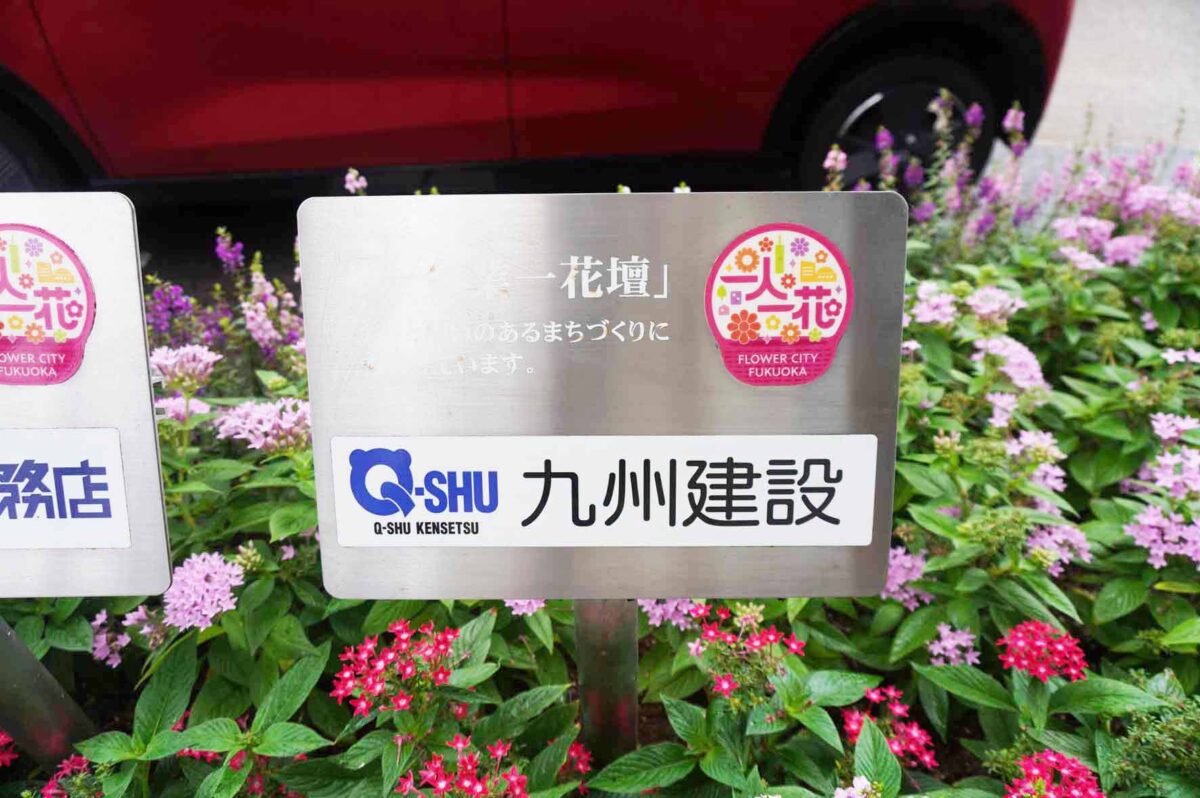 一人
一花
FLOWER CITY
FUKUOKA
務店
一花壇」
のあるまちづくりに
います。
一人
一花
FLOWER CITY
FUKUOKA
Q-SHU
Q-SHU KENSETSU
九州建設